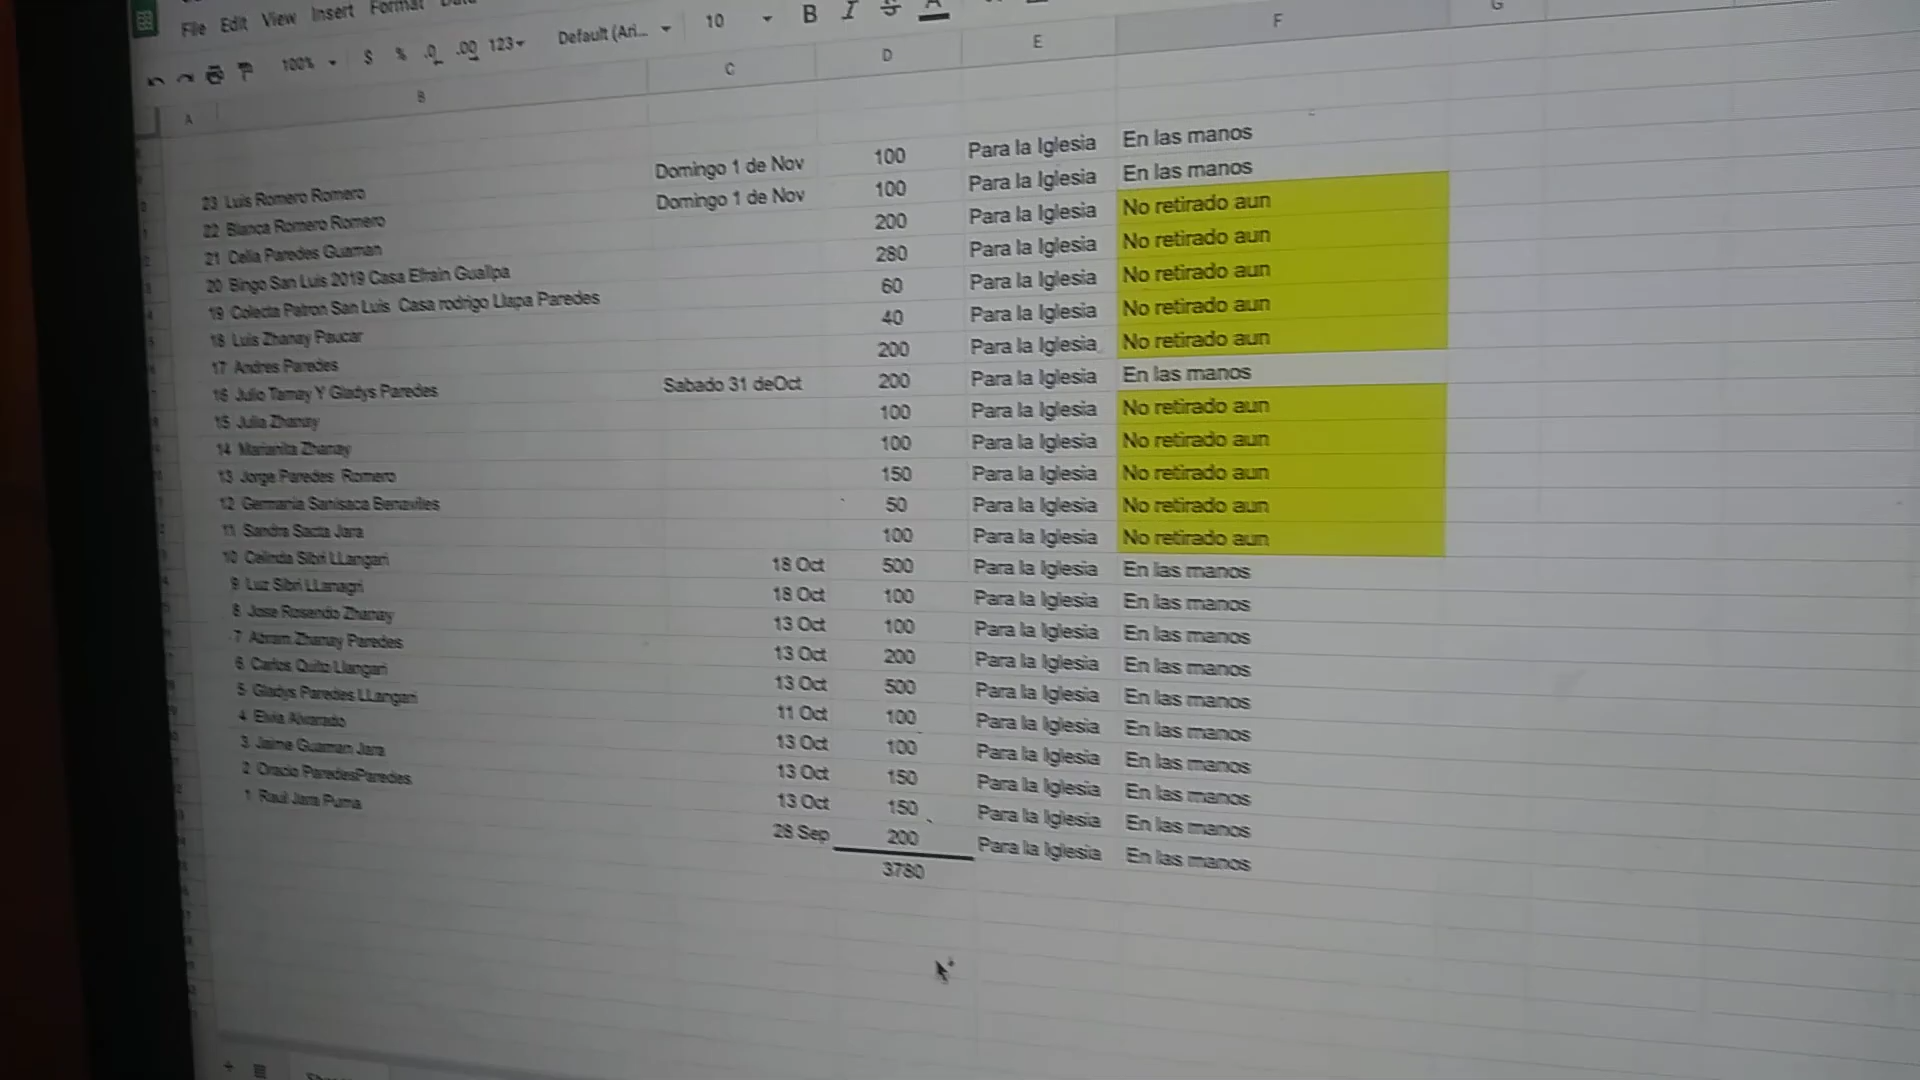 File Edit View Insert Format
100% $ % .0 .00 123 Default (Ari... 10 B I S A
A B C D E F G
23 Luis Romero Romero Domingo 1 de Nov 100 Para la Iglesia En las manos
22 Blanca Romero Romero Domingo 1 de Nov 100 Para la Iglesia En las manos
21 Celia Paredes Guaman 200 Para la Iglesia No retirado aun
20 Bingo San Luis 2019 Casa Efrain Guallpa 280 Para la Iglesia No retirado aun
19 Colecta Patron San Luis Casa rodrigo Llapa Paredes 60 Para la Iglesia No retirado aun
18 Luis Zhanay Paucar 40 Para la Iglesia No retirado aun
17 Andres Paredes 200 Para la Iglesia No retirado aun
16 Julio Tamay Y Gladys Paredes Sabado 31 deOct 200 Para la Iglesia En las manos
15 Julia Zhanay 100 Para la Iglesia No retirado aun
14 Marianita Zhanay 100 Para la Iglesia No retirado aun
13 Jorge Paredes Romero 150 Para la Iglesia No retirado aun
12 Germania Sanisaca Benavides 50 Para la Iglesia No retirado aun
11 Sandra Sacta Jara 100 Para la Iglesia No retirado aun
10 Celinda Sibri LLangari 18 Oct 500 Para la Iglesia En las manos
9 Luz Sibri LLanagri 18 Oct 100 Para la Iglesia En las manos
8 Jose Rosendo Zhanay 13 Oct 100 Para la Iglesia En las manos
7 Abram Zhanay Paredes 13 Oct 200 Para la Iglesia En las manos
6 Carlos Quito Llangari 13 Oct 500 Para la Iglesia En las manos
5 Gladys Paredes LLangari 11 Oct 100 Para la Iglesia En las manos
4 Elvia Alvarado 13 Oct 100 Para la Iglesia En las manos
3 Jaime Guaman Jara 13 Oct 150 Para la Iglesia En las manos
2 Oracio ParedesParedes 13 Oct 150 Para la Iglesia En las manos
1 Raul Jara Puma 28 Sep 200 Para la Iglesia En las manos
3780